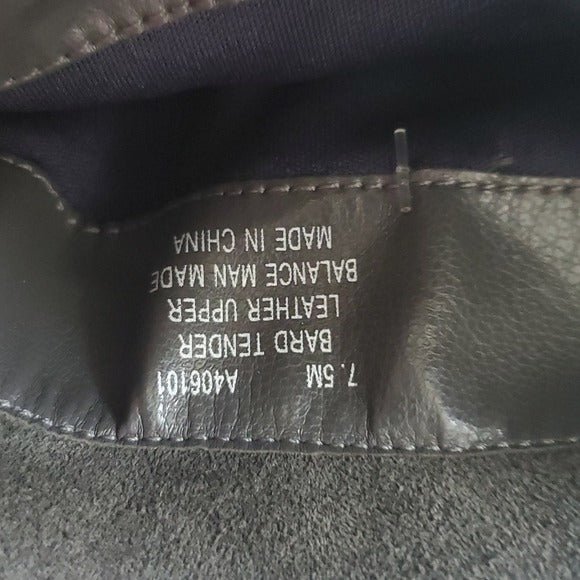 7.5M A406101
BARD TENDER
LEATHER UPPER
BALANCE MAN MADE
MADE IN CHINA